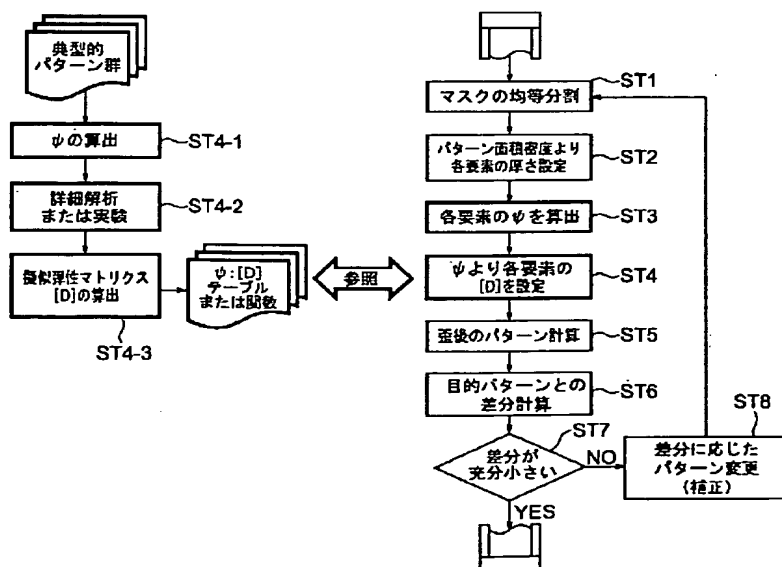 典型的
パターン群
ψの算出
ST4-1
詳細解析
または実験
ST4-2
擬似弾性マトリクス
[D]の算出
ST4-3
ψ:[D]
テーブル
または関数
参照
マスクの均等分割
ST1
パターン面積密度より
各要素の厚さ設定
ST2
各要素のψを算出
ST3
ψより各要素の
[D]を設定
ST4
歪後のパターン計算
ST5
目的パターンとの
差分計算
ST6
差分が
充分小さい
ST7
NO
YES
差分に応じた
パターン変更
(補正)
ST8